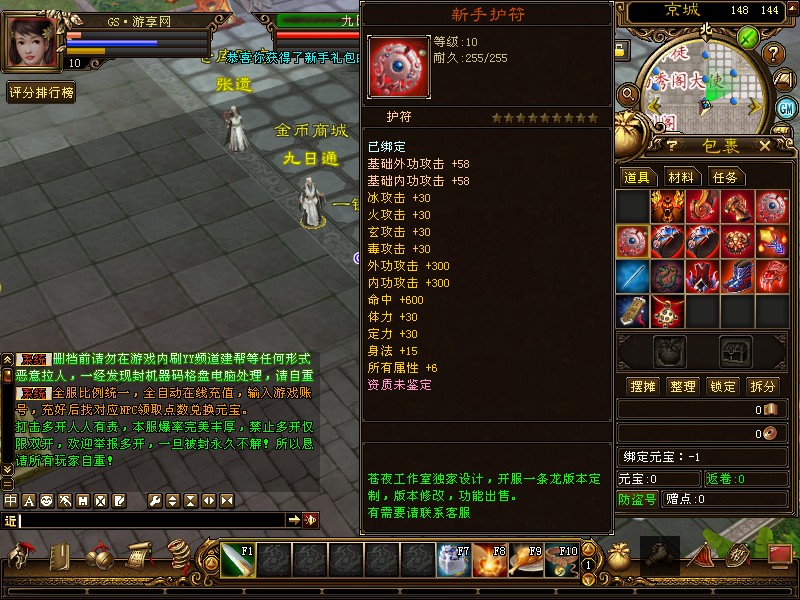 GS·游享网
10
评分排行榜
九日
恭喜你获得了新手礼包
张遗
金币商城
九日通
一
新手护符
等级:10
耐久:255/255
护符
已绑定
基础外功攻击 +58
基础内功攻击 +58
冰攻击 +30
火攻击 +30
玄攻击 +30
毒攻击 +30
外功攻击 +300
内功攻击 +300
命中 +600
体力 +30
定力 +30
身法 +15
所有属性 +6
资质未鉴定
苍夜工作室独家设计，开服一条龙版本定
制，版本修改，功能出售。
有需要请联系客服
京城 148 144
北
秀阁大使
GM
? 包裹 X
道具 材料 任务
摆摊 整理 锁定 拆分
0
0
绑定元宝：-1
元宝:0 返卷:0
防盗号 赠点:0
系统 删档前请勿在游戏内刷YY频道建帮等任何形式
恶意拉人，一经发现封机器码格盘电脑处理，请自重
系统 全服比例统一，全自动在线充值，输入游戏账
号，充好后找对应NPC领取点数兑换元宝。
打击多开人人有责，本服爆率完美丰厚，禁止多开仅
限双开，欢迎举报多开，一旦被封永久不解！所以恳
请所有玩家自重！
中 A
近
F1 F7 F8 F9 F10
1